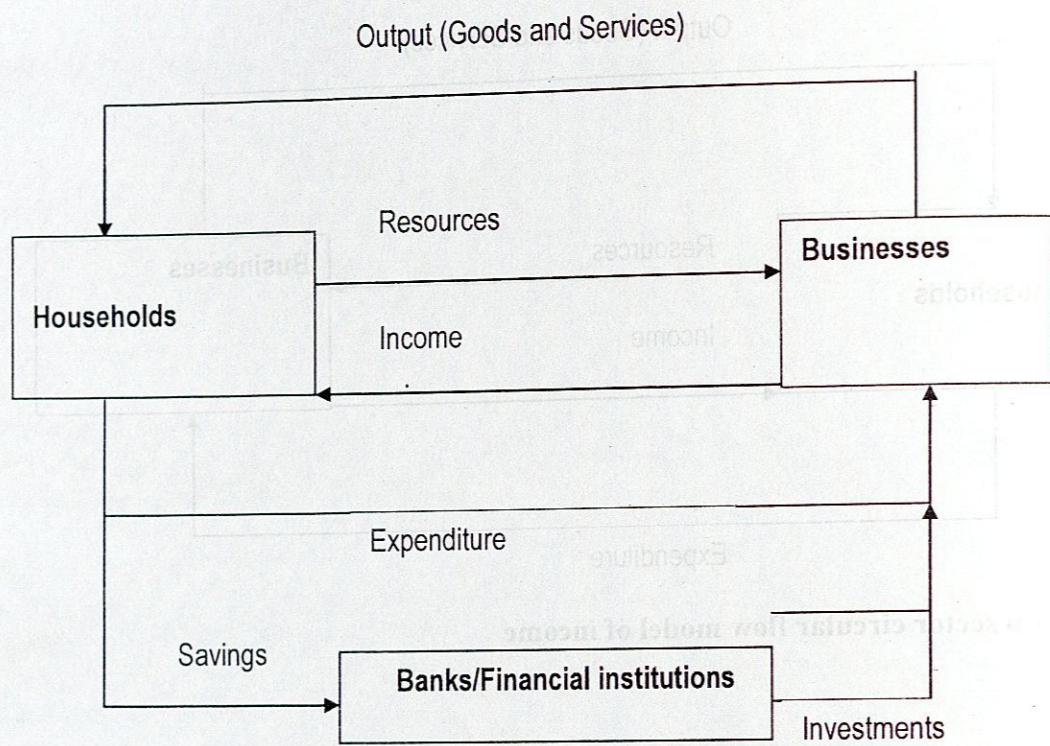 Output (Goods and Services)
Resources
Businesses
Households
Income
Expenditure
Savings
Banks/Financial institutions
Investments